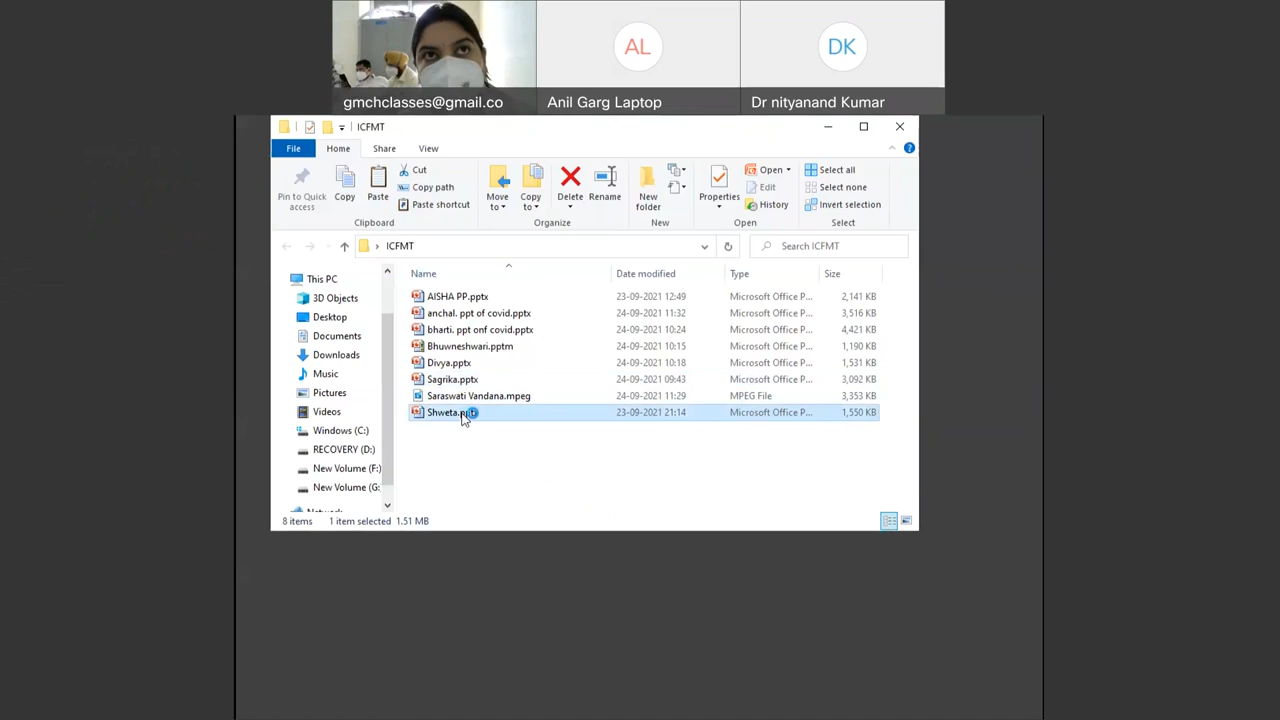 AL
DK
gmchclasses@gmail.co
Anil Garg Laptop
Dr nityanand Kumar
ICFMT
File
Home
Share
View
Pin to Quick access
Copy
Paste
Cut
Copy path
Paste shortcut
Move to
Copy to
Delete
Rename
New folder
Properties
Open
Edit
History
Select all
Select none
Invert selection
Clipboard
Organize
New
Open
Select
ICFMT
Search ICFMT
Name Date modified Type Size
AISHA PP.pptx 23-09-2021 12:49 Microsoft Office P... 2,141 KB
anchal. ppt of covid.pptx 24-09-2021 11:32 Microsoft Office P... 3,516 KB
bharti. ppt onf covid.pptx 24-09-2021 10:24 Microsoft Office P... 4,421 KB
Bhuwneshwari.pptm 24-09-2021 10:15 Microsoft Office P... 1,190 KB
Divya.pptx 24-09-2021 10:18 Microsoft Office P... 1,531 KB
Sagrika.pptx 24-09-2021 09:43 Microsoft Office P... 3,092 KB
Saraswati Vandana.mpeg 24-09-2021 11:29 MPEG File 3,353 KB
23-09-2021 21:14 Microsoft Office P... 1,550 KB
This PC
3D Objects
Desktop
Documents
Downloads
Music
Pictures
Videos
Windows (C:)
RECOVERY (D:)
New Volume (F:)
New Volume (G:
8 items 1 item selected 1.51 MB